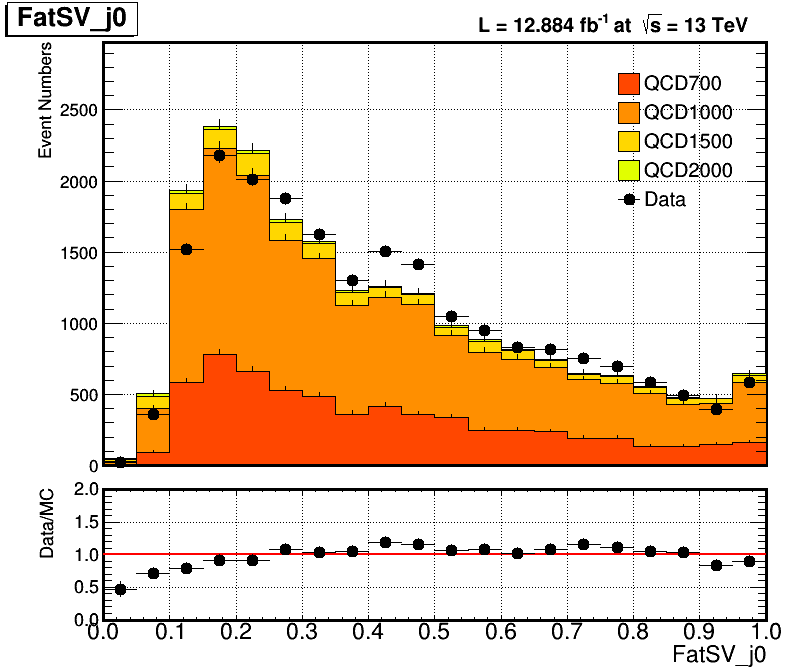 FatSV_j0
L = 12.884 fb⁻¹ at √s = 13 TeV
Event Numbers
2500
2000
1500
1000
500
0
QCD700
QCD1000
QCD1500
QCD2000
Data
Data/MC
2.0
1.5
1.0
0.5
0.0
0.0 0.1 0.2 0.3 0.4 0.5 0.6 0.7 0.8 0.9 1.0
FatSV_j0